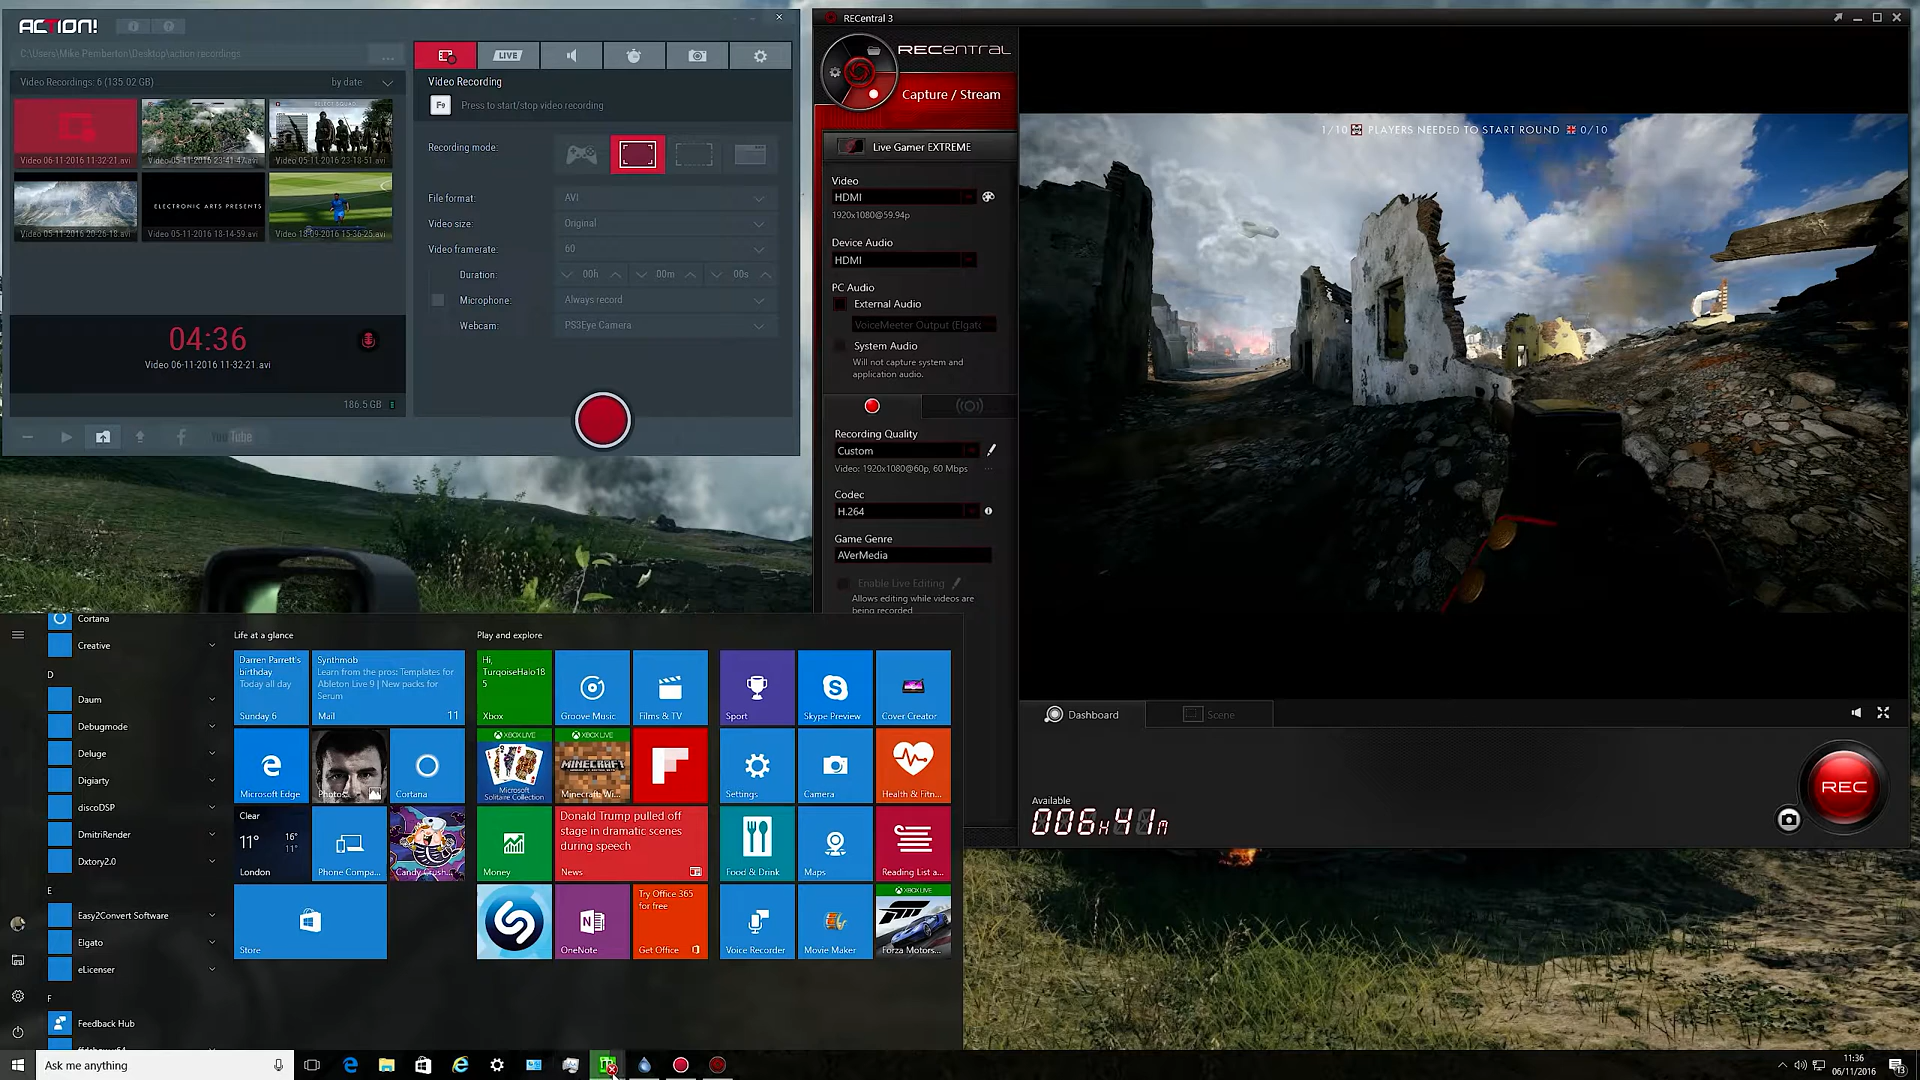 ACTION!
C:\Users\Mike Pemberton\Desktop\action recordings
...
Video Recordings: 6 (135.02 GB)
by date
Video 06-11-2016 11-32-21.avi
Video 05-11-2016 23-41-47.avi
SELECT SQUAD
Video 05-11-2016 23-18-51.avi
Video 05-11-2016 20-26-18.avi
ELECTRONIC ARTS PRESENTS
Video 05-11-2016 18-14-59.avi
Video 18-09-2016 15-36-25.avi
04:36
Video 06-11-2016 11-32-21.avi
186.5 GB
You Tube
LIVE
Video Recording
F9
Press to start/stop video recording
Recording mode:
File format:
AVI
Video size:
Original
Video framerate:
60
Duration:
00h
00m
00s
Microphone:
Always record
Webcam:
PS3Eye Camera
RECentral 3
RECENTRAL
Capture / Stream
Live Gamer EXTREME
Video
HDMI
1920x1080@59.94p
Device Audio
HDMI
PC Audio
External Audio
VoiceMeeter Output (Elgato
System Audio
Will not capture system and
application audio.
Recording Quality
Custom
Video: 1920x1080@60p, 60 Mbps
...
Codec
H.264
Game Genre
AVerMedia
Enable Live Editing
Allows editing while videos are
being recorded
1/10 PLAYERS NEEDED TO START ROUND 0/10
Dashboard
Scene
Available
006H41M
REC
Cortana
Creative
D
Daum
Debugmode
Deluge
Digiarty
discoDSP
DmitriRender
Dxtory2.0
E
Easy2Convert Software
Elgato
eLicenser
F
Feedback Hub
Life at a glance
Darren Parrett's
birthday
Today all day
Sunday 6
Synthmob
Learn from the pros: Templates for
Ableton Live 9 | New packs for
Serum
Mail
11
Microsoft Edge
Photos
Cortana
Clear
11°
16°
11°
London
Phone Compa...
Candy Crush...
Store
Play and explore
Hi,
TurqoiseHalo18
5
Xbox
Groove Music
Films & TV
XBOX LIVE
Microsoft
Solitaire Collection
XBOX LIVE
MINECRAFT
Minecraft: Wi...
Money
Donald Trump pulled off
stage in dramatic scenes
during speech
News
OneNote
Try Office 365
for free
Get Office
Sport
Skype Preview
Cover Creator
Settings
Camera
Health & Fitn...
Food & Drink
Maps
Reading List a...
Voice Recorder
Movie Maker
XBOX LIVE
Forza Motors...
Ask me anything
11:36
06/11/2016
13